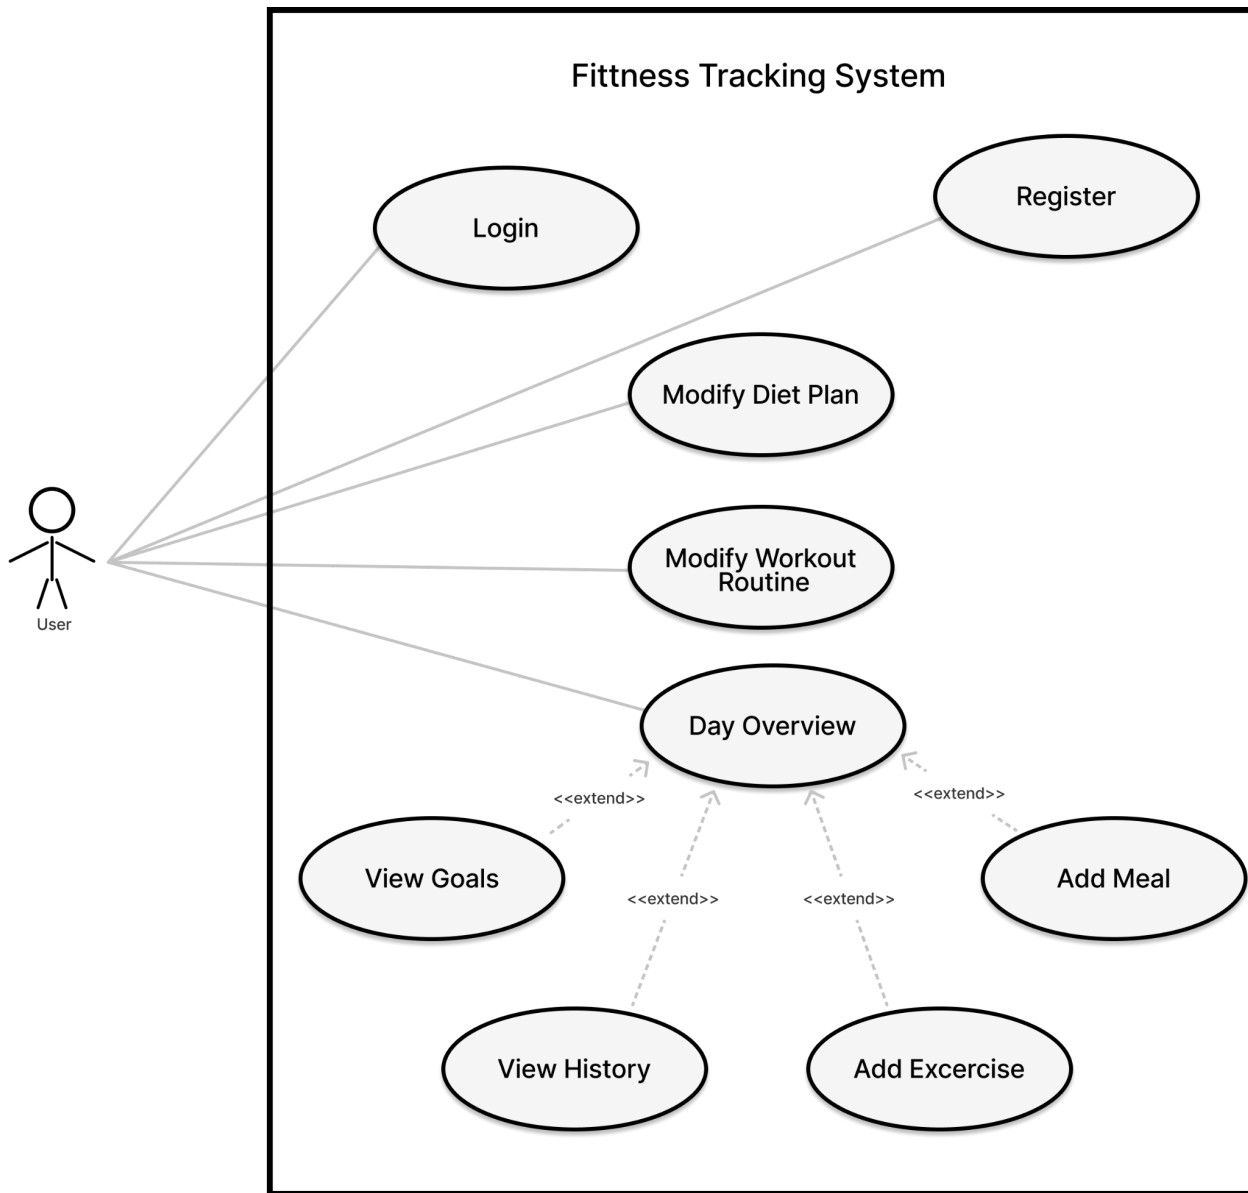 Fittness Tracking System
Login
Register
Modify Diet Plan
Modify Workout
Routine
User
Day Overview
<<extend>>
<<extend>>
View Goals
Add Meal
<<extend>>
<<extend>>
View History
Add Excercise